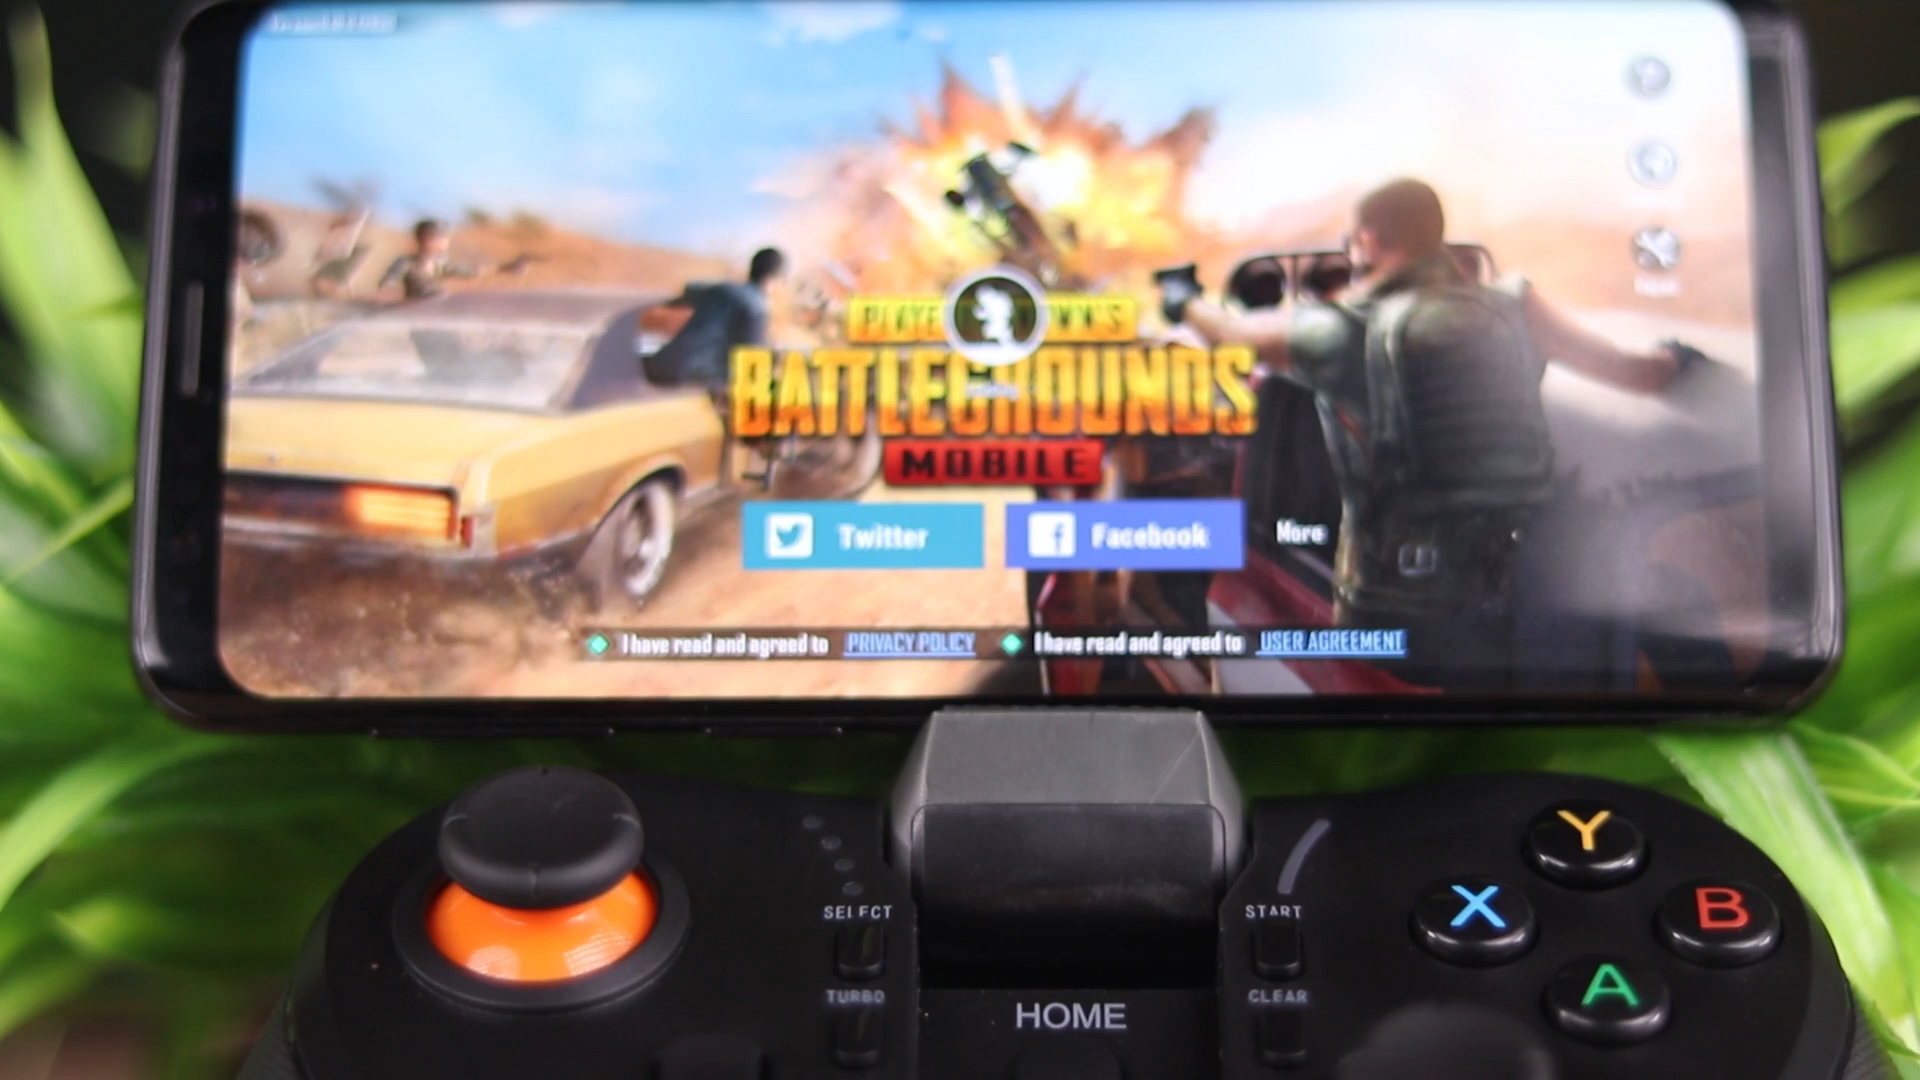 BATTLEGROUNDS
MOBILE
Twitter
Facebook
More
I have read and agreed to PRIVACY POLICY
I have read and agreed to USER AGREEMENT
SELECT
START
TURBO
CLEAR
HOME
Y
X
B
A